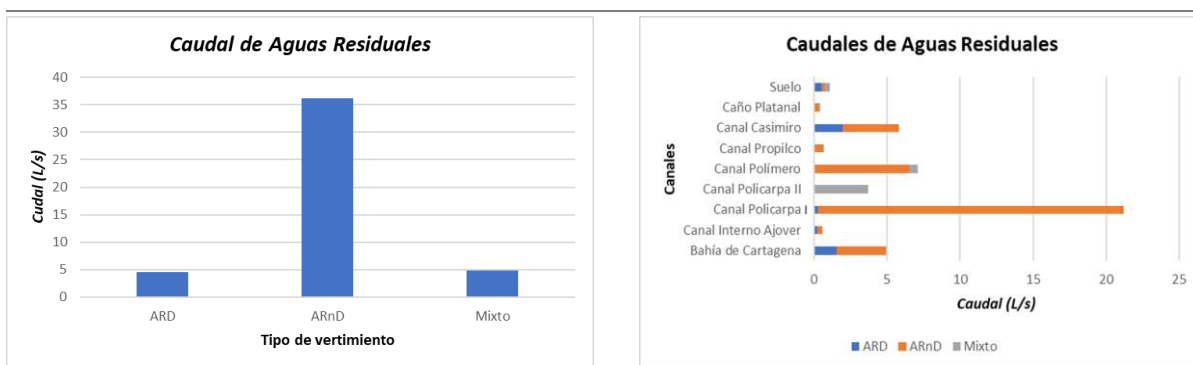 Caudal de Aguas Residuales
Cudal (L/s)
40
35
30
25
20
15
10
5
0
ARD ARnD Mixto
Tipo de vertimiento
Caudales de Aguas Residuales
Canales
Suelo
Caño Platanal
Canal Casimiro
Canal Propilco
Canal Polímero
Canal Policarpa II
Canal Policarpa I
Canal Interno Ajover
Bahía de Cartagena
0 5 10 15 20 25
Caudal (L/s)
ARD ARnD Mixto